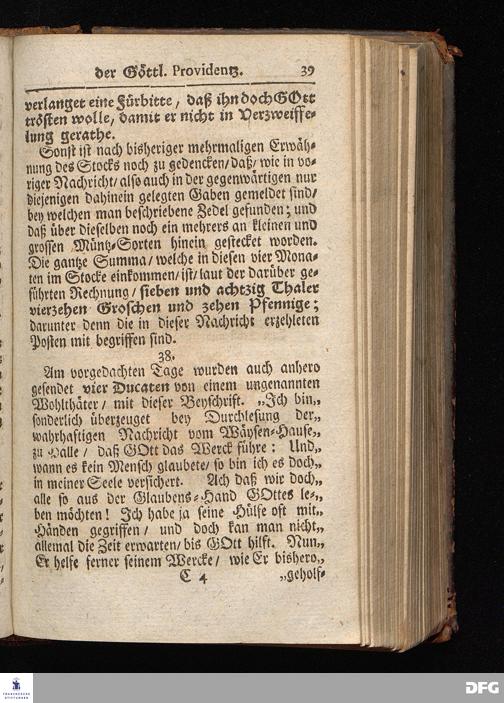 der Göttl. Providentz. 39
verlanget eine Fürbitte, daß ihn doch GOtt
trösten wolle, damit er nicht in Verzweiffe-
lung gerathe.
Sonst ist nach bisheriger mehrmaligen Erwäh-
nung des Stocks noch zu gedencken/ daß/ wie in vo-
riger Nachricht/ also auch in der gegenwärtigen nur
diejenigen dahinein gelegten Gaben gemeldet sind/
bey welchen man beschriebene Zedel gefunden; und
daß über dieselben noch ein mehrers an kleinen und
grossen Müntz-Sorten hinein gestecket worden.
Die gantze Summa/ welche in diesen vier Mona-
ten im Stocke einkommen/ ist/ laut der darüber ge-
führten Rechnung/ sieben und achtzig Thaler
vierzehen Groschen und zehen Pfennige;
darunter denn die in dieser Nachricht erzehleten
Posten mit begriffen sind.
38.
Am vorgedachten Tage wurden auch anhero
gesendet vier Ducaten von einem ungenannten
Wohlthäter/ mit dieser Beyschrift. „Ich bin„
sonderlich überzeuget bey Durchlesung der„
wahrhaftigen Nachricht vom Wäysen-Hause„
zu Halle/ daß GOtt das Werck führe: Und„
wann es kein Mensch glaubete/ so bin ich es doch„
in meiner Seele versichert. Ach daß wir doch„
alle so aus der Glaubens-Hand GOttes le-„
ben möchten! Ich habe ja seine Hülfe oft mit„
Händen gegriffen/ und doch kan man nicht„
allemal die Zeit erwarten/ bis GOtt hilft. Nun„
Er helfe ferner seinem Wercke/ wie Er bishero„
C 4 „geholf-
FRANCKESCHE
STIFTUNGEN
DFG